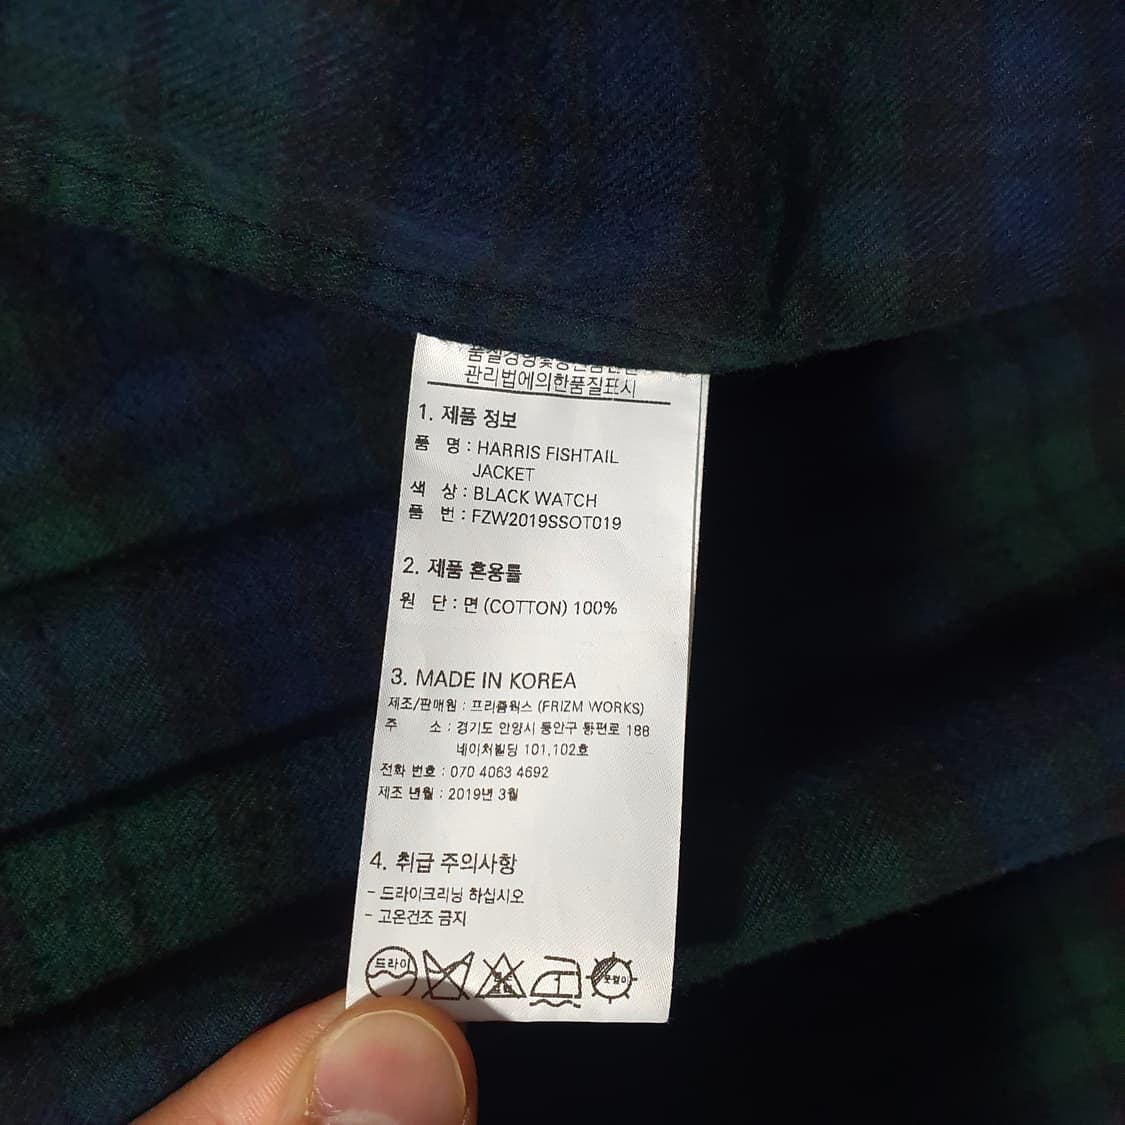 관리법에의한품질표시
1. 제품 정보
품 명 : HARRIS FISHTAIL
JACKET
색 상 : BLACK WATCH
품 번 : FZW2019SSOT019
2. 제품 혼용률
원 단 : 면 (COTTON) 100%
3. MADE IN KOREA
제조/판매원 : 프리즘웍스 (FRIZM WORKS)
주 소 : 경기도 안양시 동안구 동편로 188
네이처빌딩 101,102호
전화 번호 : 070 4063 4692
제조 년월 : 2019년 3월
4. 취급 주의사항
- 드라이크리닝 하십시오
- 고온건조 금지
드라이
옷걸이